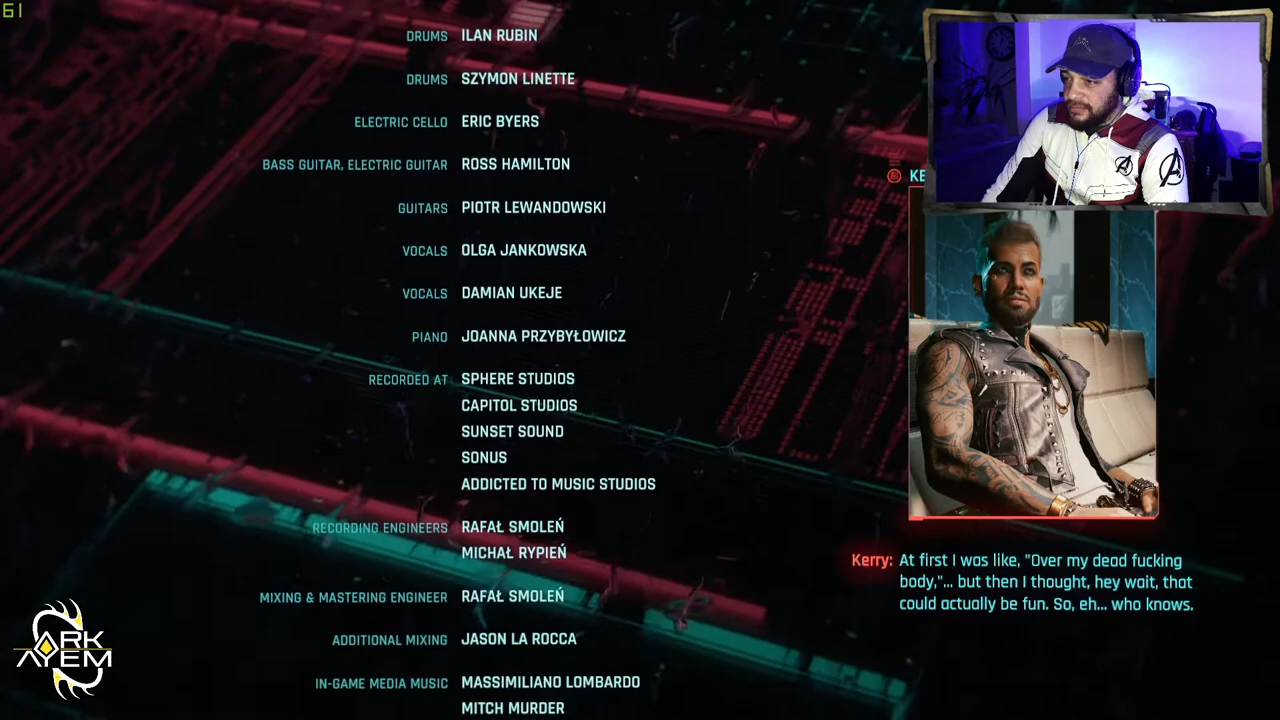 61
DRUMS ILAN RUBIN
DRUMS SZYMON LINETTE
ELECTRIC CELLO ERIC BYERS
BASS GUITAR, ELECTRIC GUITAR ROSS HAMILTON
GUITARS PIOTR LEWANDOWSKI
VOCALS OLGA JANKOWSKA
VOCALS DAMIAN UKEJE
PIANO JOANNA PRZYBYŁOWICZ
RECORDED AT SPHERE STUDIOS
CAPITOL STUDIOS
SUNSET SOUND
SONUS
ADDICTED TO MUSIC STUDIOS
RECORDING ENGINEERS RAFAŁ SMOLEŃ
MICHAŁ RYPIEŃ
MIXING & MASTERING ENGINEER RAFAŁ SMOLEŃ
ADDITIONAL MIXING JASON LA ROCCA
IN-GAME MEDIA MUSIC MASSIMILIANO LOMBARDO
MITCH MURDER
KE
Kerry: At first I was like, "Over my dead fucking
body,"... but then I thought, hey wait, that
could actually be fun. So, eh... who knows.
ARK
AYEM